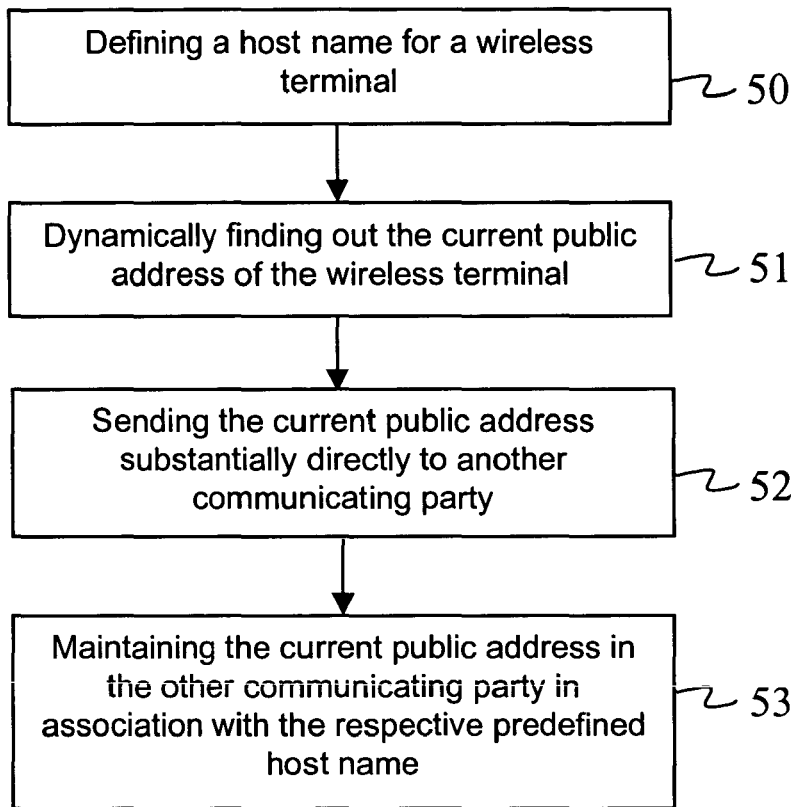 Defining a host name for a wireless
terminal
50
Dynamically finding out the current public
address of the wireless terminal
51
Sending the current public address
substantially directly to another
communicating party
52
Maintaining the current public address in
the other communicating party in
association with the respective predefined
host name
53